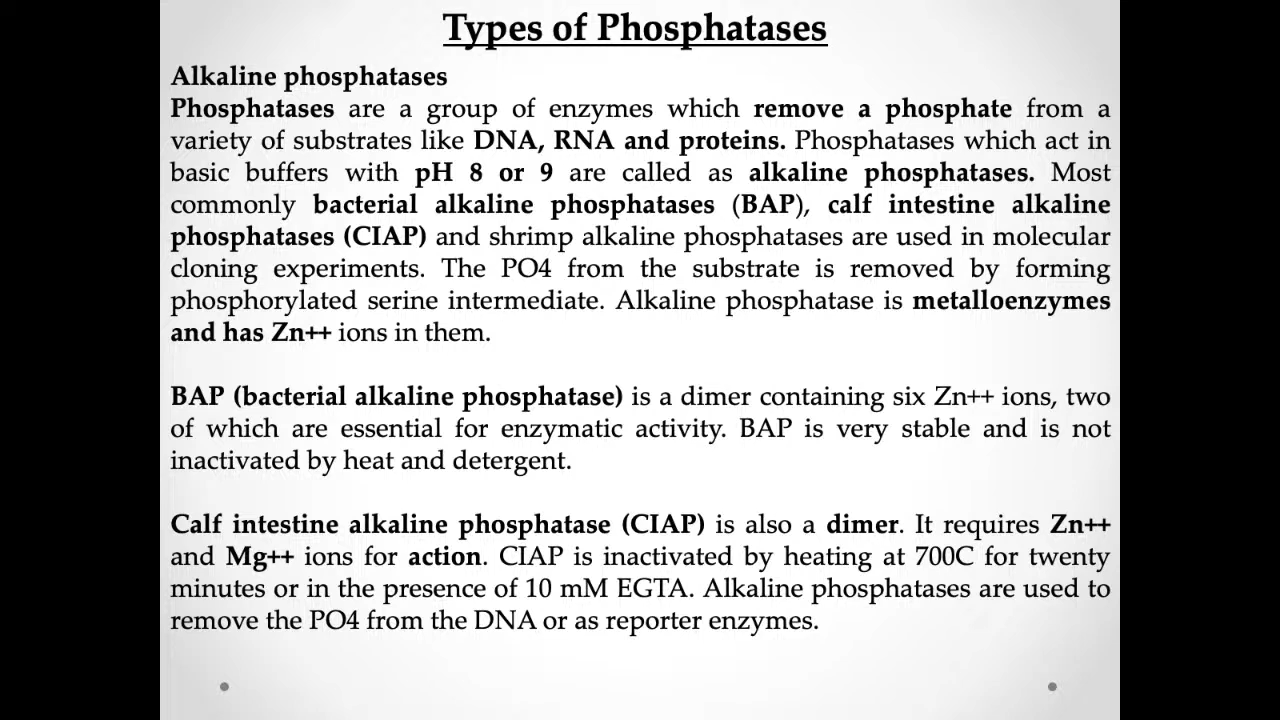 Types of Phosphatases
Alkaline phosphatases
Phosphatases are a group of enzymes which remove a phosphate from a
variety of substrates like DNA, RNA and proteins. Phosphatases which act in
basic buffers with pH 8 or 9 are called as alkaline phosphatases. Most
commonly bacterial alkaline phosphatases (BAP), calf intestine alkaline
phosphatases (CIAP) and shrimp alkaline phosphatases are used in molecular
cloning experiments. The PO4 from the substrate is removed by forming
phosphorylated serine intermediate. Alkaline phosphatase is metalloenzymes
and has Zn++ ions in them.
BAP (bacterial alkaline phosphatase) is a dimer containing six Zn++ ions, two
of which are essential for enzymatic activity. BAP is very stable and is not
inactivated by heat and detergent.
Calf intestine alkaline phosphatase (CIAP) is also a dimer. It requires Zn++
and Mg++ ions for action. CIAP is inactivated by heating at 700C for twenty
minutes or in the presence of 10 mM EGTA. Alkaline phosphatases are used to
remove the PO4 from the DNA or as reporter enzymes.